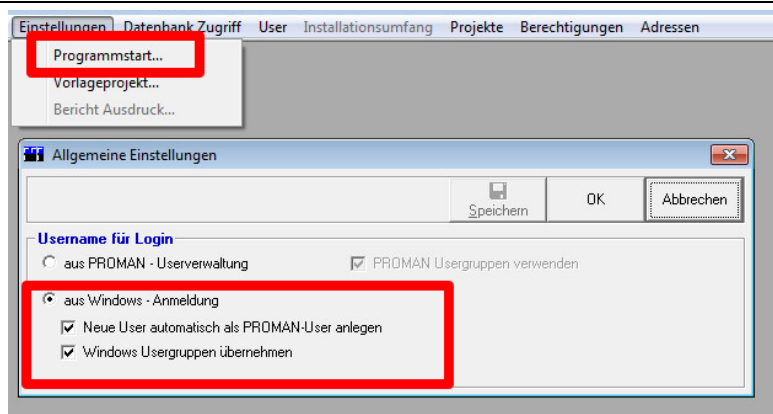 Einstellungen Datenbank Zugriff User Installationsumfang Projekte Berechtigungen Adressen
Programmstart...
Vorlageprojekt...
Bericht Ausdruck...
Allgemeine Einstellungen
Speichern OK Abbrechen
Username für Login
aus PROMAN - Userverwaltung PROMAN Usergruppen verwenden
aus Windows - Anmeldung
Neue User automatisch als PROMAN-User anlegen
Windows Usergruppen übernehmen